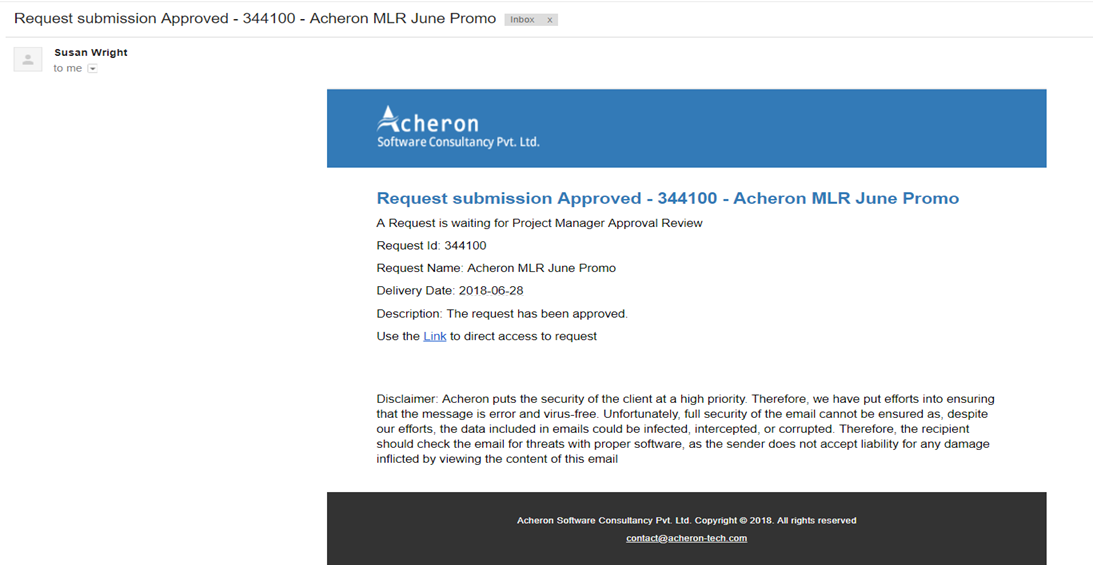 Request submission Approved - 344100 - Acheron MLR June Promo Inbox x
Susan Wright
to me
Acheron
Software Consultancy Pvt. Ltd.
Request submission Approved - 344100 - Acheron MLR June Promo
A Request is waiting for Project Manager Approval Review
Request Id: 344100
Request Name: Acheron MLR June Promo
Delivery Date: 2018-06-28
Description: The request has been approved.
Use the Link to direct access to request
Disclaimer: Acheron puts the security of the client at a high priority. Therefore, we have put efforts into ensuring
that the message is error and virus-free. Unfortunately, full security of the email cannot be ensured as, despite
our efforts, the data included in emails could be infected, intercepted, or corrupted. Therefore, the recipient
should check the email for threats with proper software, as the sender does not accept liability for any damage
inflicted by viewing the content of this email
Acheron Software Consultancy Pvt. Ltd. Copyright © 2018. All rights reserved
contact@acheron-tech.com